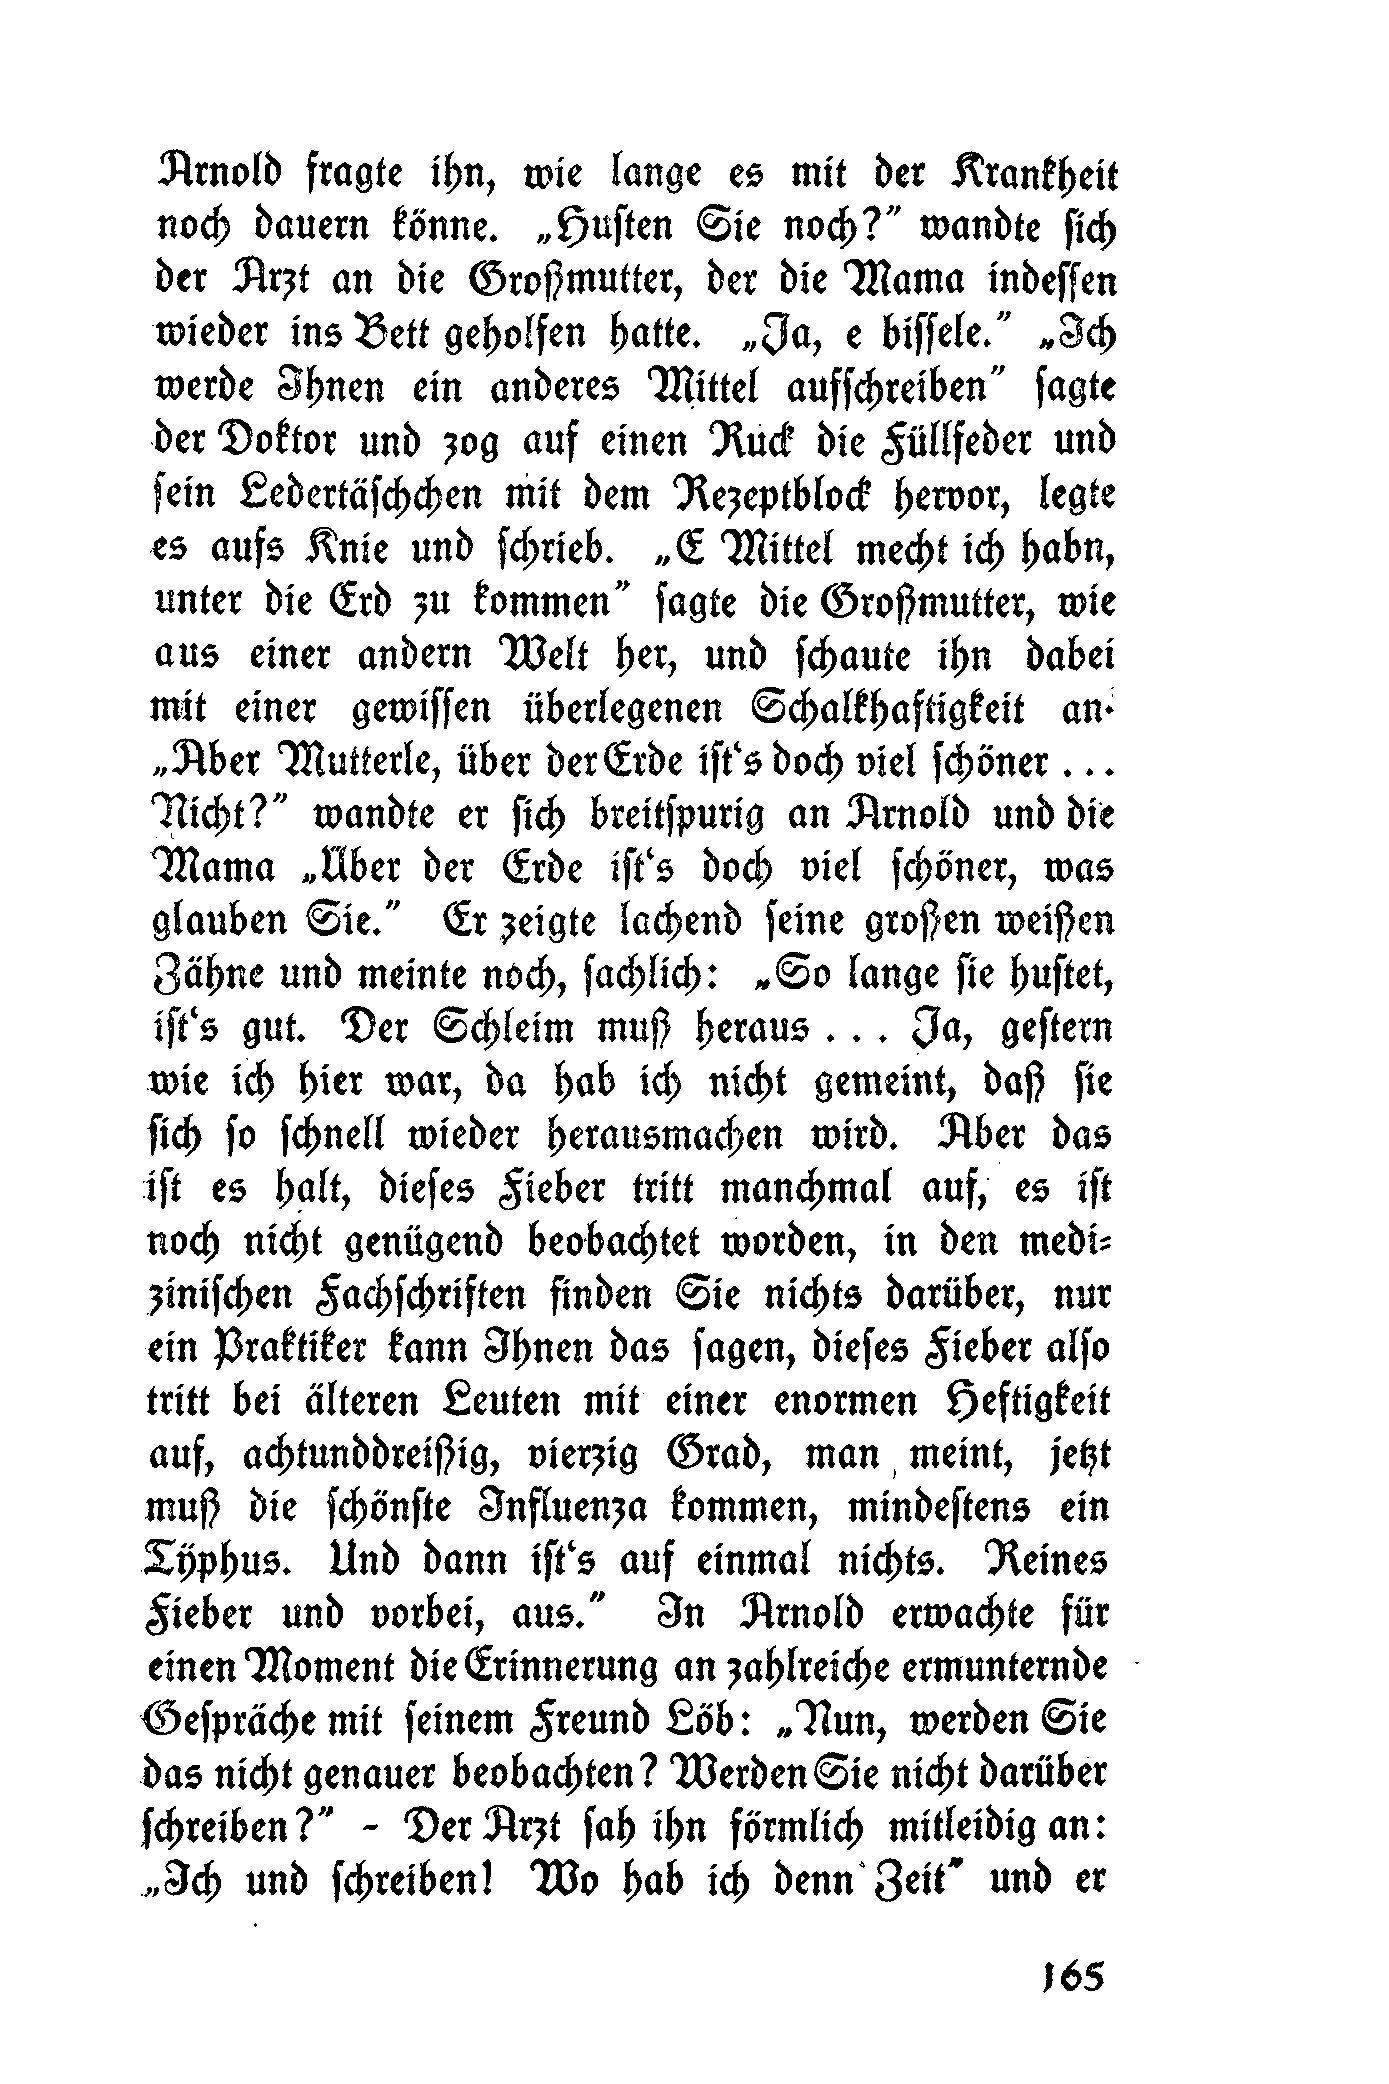 Arnold fragte ihn, wie lange es mit der Krankheit
noch dauern könne. „Husten Sie noch?” wandte sich
der Arzt an die Großmutter, der die Mama indessen
wieder ins Bett geholfen hatte. „Ja, e bissele.” „Ich
werde Ihnen ein anderes Mittel aufschreiben” sagte
der Doktor und zog auf einen Ruck die Füllfeder und
sein Ledertäschchen mit dem Rezeptblock hervor, legte
es aufs Knie und schrieb. „E Mittel mecht ich habn,
unter die Erd zu kommen” sagte die Großmutter, wie
aus einer andern Welt her, und schaute ihn dabei
mit einer gewissen überlegenen Schalkhaftigkeit an.
„Aber Mutterle, über der Erde ist‘s doch viel schöner ...
Nicht?” wandte er sich breitspurig an Arnold und die
Mama „Über der Erde ist‘s doch viel schöner, was
glauben Sie.” Er zeigte lachend seine großen weißen
Zähne und meinte noch, sachlich: „So lange sie hustet,
ist‘s gut. Der Schleim muß heraus ... Ja, gestern
wie ich hier war, da hab ich nicht gemeint, daß sie
sich so schnell wieder herausmachen wird. Aber das
ist es halt, dieses Fieber tritt manchmal auf, es ist
noch nicht genügend beobachtet worden, in den medi-
zinischen Fachschriften finden Sie nichts darüber, nur
ein Praktiker kann Ihnen das sagen, dieses Fieber also
tritt bei älteren Leuten mit einer enormen Heftigkeit
auf, achtunddreißig, vierzig Grad, man meint, jetzt
muß die schönste Influenza kommen, mindestens ein
Typhus. Und dann ist‘s auf einmal nichts. Reines
Fieber und vorbei, aus.” In Arnold erwachte für
einen Moment die Erinnerung an zahlreiche ermunternde
Gespräche mit seinem Freund Löb: „Nun, werden Sie
das nicht genauer beobachten? Werden Sie nicht darüber
schreiben?” - Der Arzt sah ihn förmlich mitleidig an:
„Ich und schreiben! Wo hab ich denn Zeit” und er
165